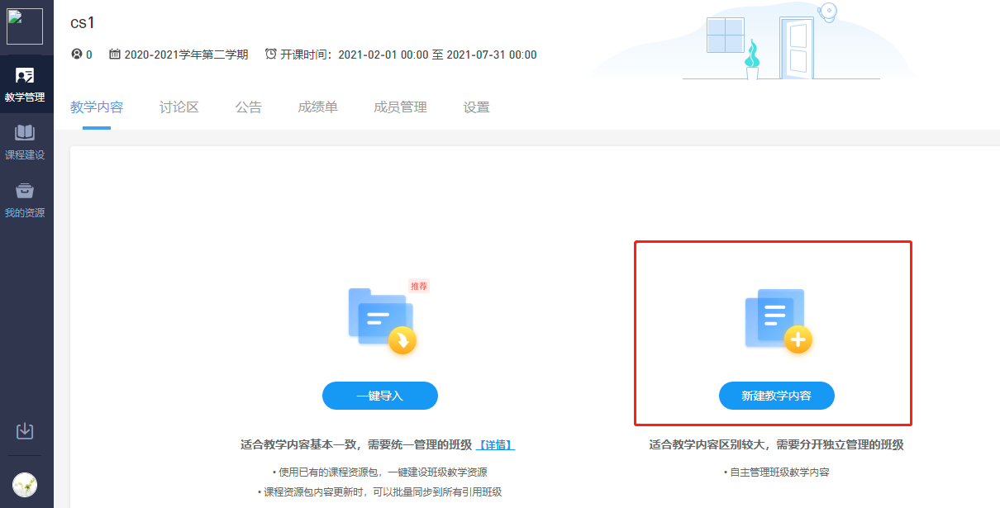 cs1
0 2020-2021学年第二学期 开课时间：2021-02-01 00:00 至 2021-07-31 00:00
教学内容 讨论区 公告 成绩单 成员管理 设置
教学管理
课程建设
我的资源
推荐
一键导入
适合教学内容基本一致，需要统一管理的班级 【详情】
• 使用已有的课程资源包，一键建设班级教学资源
• 课程资源包内容更新时，可以批量同步到所有引用班级
新建教学内容
适合教学内容区别较大，需要分开独立管理的班级
• 自主管理班级教学内容